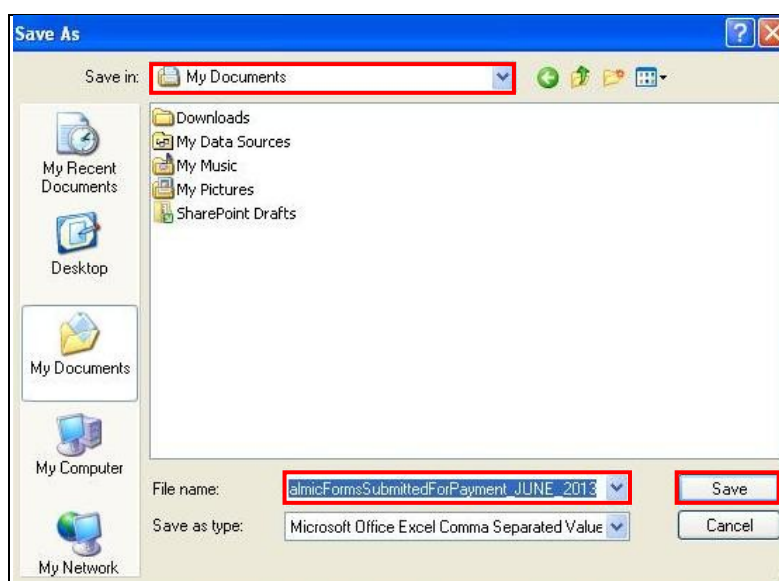 Save As
Save in:
My Documents
Downloads
My Data Sources
My Music
My Pictures
SharePoint Drafts
My Recent
Documents
Desktop
My Documents
My Computer
My Network
File name:
almicFormsSubmittedForPayment_JUNE_ 2013
Save
Save as type:
Microsoft Office Excel Comma Separated Value
Cancel